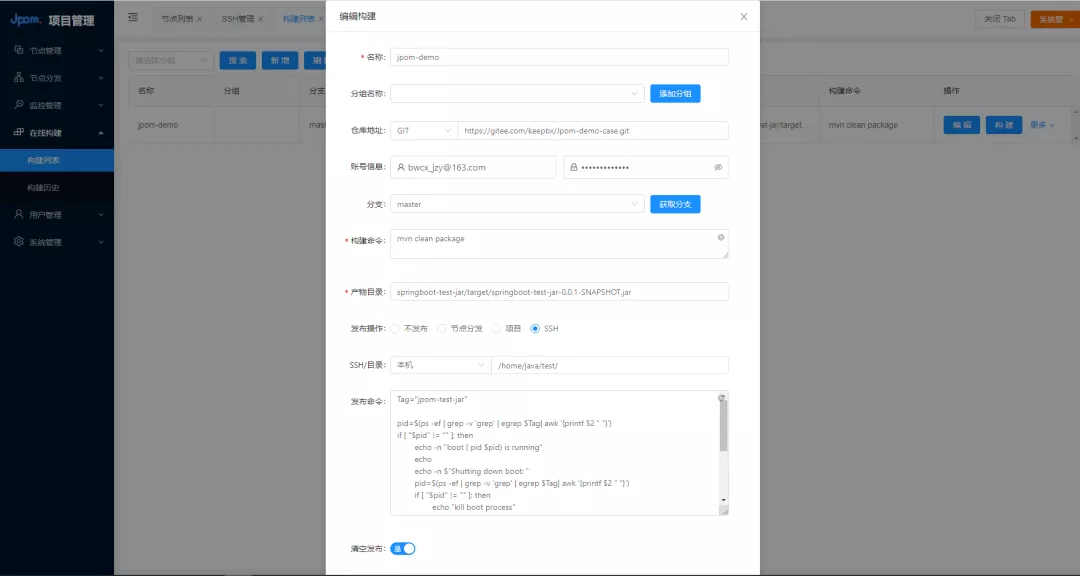 Jpom. 项目管理
节点列表 ×
SSH管理 ×
构建列表 ×
关闭 Tab
系统管
节点管理
节点分发
监控管理
在线构建
构建列表
构建历史
用户管理
系统管理
请选择分组
搜 索
新 增
名称
分组
构建命令
操作
jpom-demo
st-jar/target...
mvn clean package
编 辑
构 建
更多
编辑构建
* 名称:
jpom-demo
分组名称:
添加分组
仓库地址:
GIT
https://gitee.com/keepbx/Jpom-demo-case.git
账号信息:
bwcx_jzy@163.com
•••••••••••••
分支:
master
获取分支
* 构建命令:
mvn clean package
* 产物目录:
springboot-test-jar/target/springboot-test-jar-0.0.1-SNAPSHOT.jar
发布操作:
不发布
节点分发
项目
SSH
SSH/目录:
本机
/home/java/test/
发布命令:
Tag="jpom-test-jar"
pid=$(ps -ef | grep -v 'grep' | egrep $Tag| awk '{printf $2 " "}')
if [ "$pid" != "" ]; then
echo -n "boot ( pid $pid) is running"
echo
echo -n $"Shutting down boot: "
pid=$(ps -ef | grep -v 'grep' | egrep $Tag| awk '{printf $2 " "}')
if [ "$pid" != "" ]; then
echo "kill boot process"
清空发布:
是